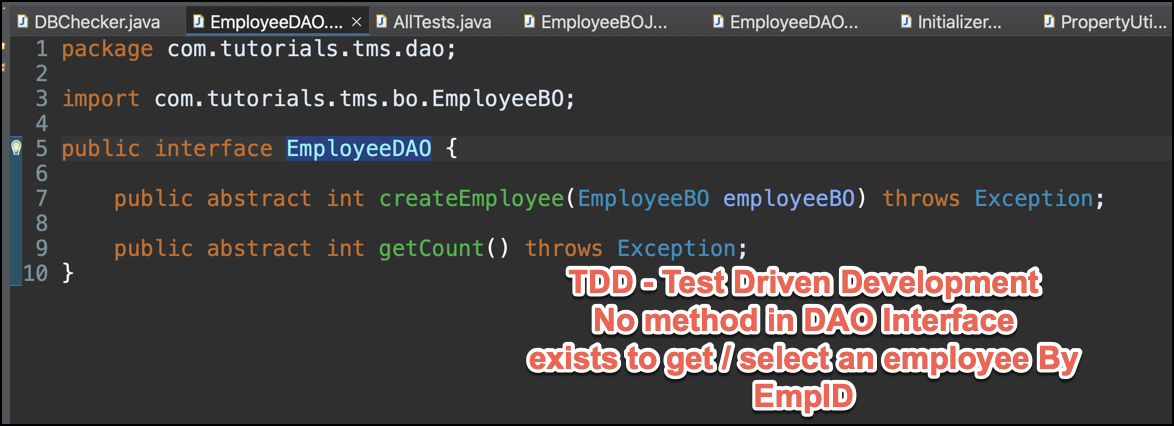 DBChecker.java EmployeeDAO.... AllTests.java EmployeeBOJ... EmployeeDAO... Initializer... PropertyUti...
1 package com.tutorials.tms.dao;
2
3 import com.tutorials.tms.bo.EmployeeBO;
4
5 public interface EmployeeDAO {
6
7 public abstract int createEmployee(EmployeeBO employeeBO) throws Exception;
8
9 public abstract int getCount() throws Exception;
10 }
TDD - Test Driven Development
No method in DAO Interface
exists to get / select an employee By
EmpID